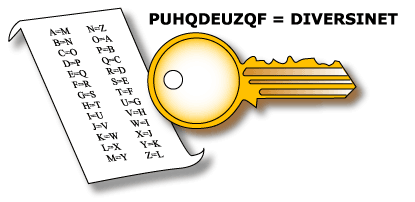 PUHQDEUZQF = DIVERSINET
A=M N=Z
B=N O=A
C=O P=B
D=P Q=C
E=Q R=D
F=R S=E
G=S T=F
H=T U=G
I=U V=H
J=V W=I
K=W X=J
L=X Y=K
M=Y Z=L